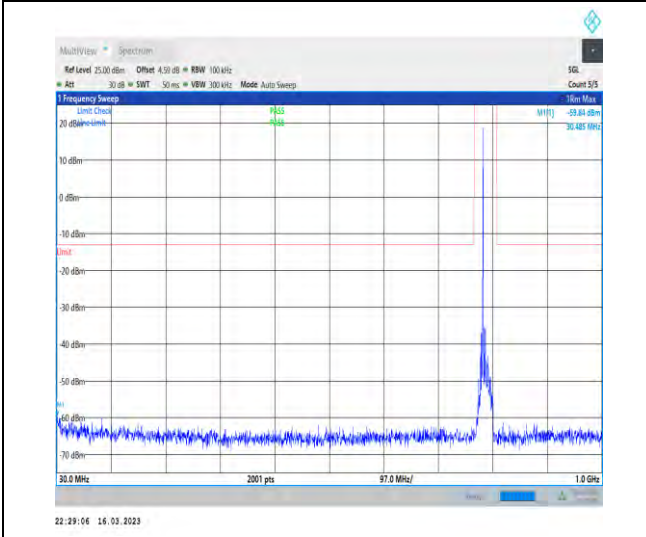 MultiView Spectrum
Ref Level 25.00 dBm Offset 4.59 dB RBW 100 kHz SGL
Att 30 dB SWT 50 ms VBW 300 kHz Mode Auto Sweep Count 5/5
1 Frequency Sweep 1Rm Max
Limit Check PASS M1[1] -59.84 dBm
20 dBm Line Limit PASS 30.485 MHz
10 dBm
0 dBm
-10 dBm
Limit
-20 dBm
-30 dBm
-40 dBm
-50 dBm
M1
-60 dBm
-70 dBm
30.0 MHz 2001 pts 97.0 MHz/ 1.0 GHz
22:29:06 16.03.2023